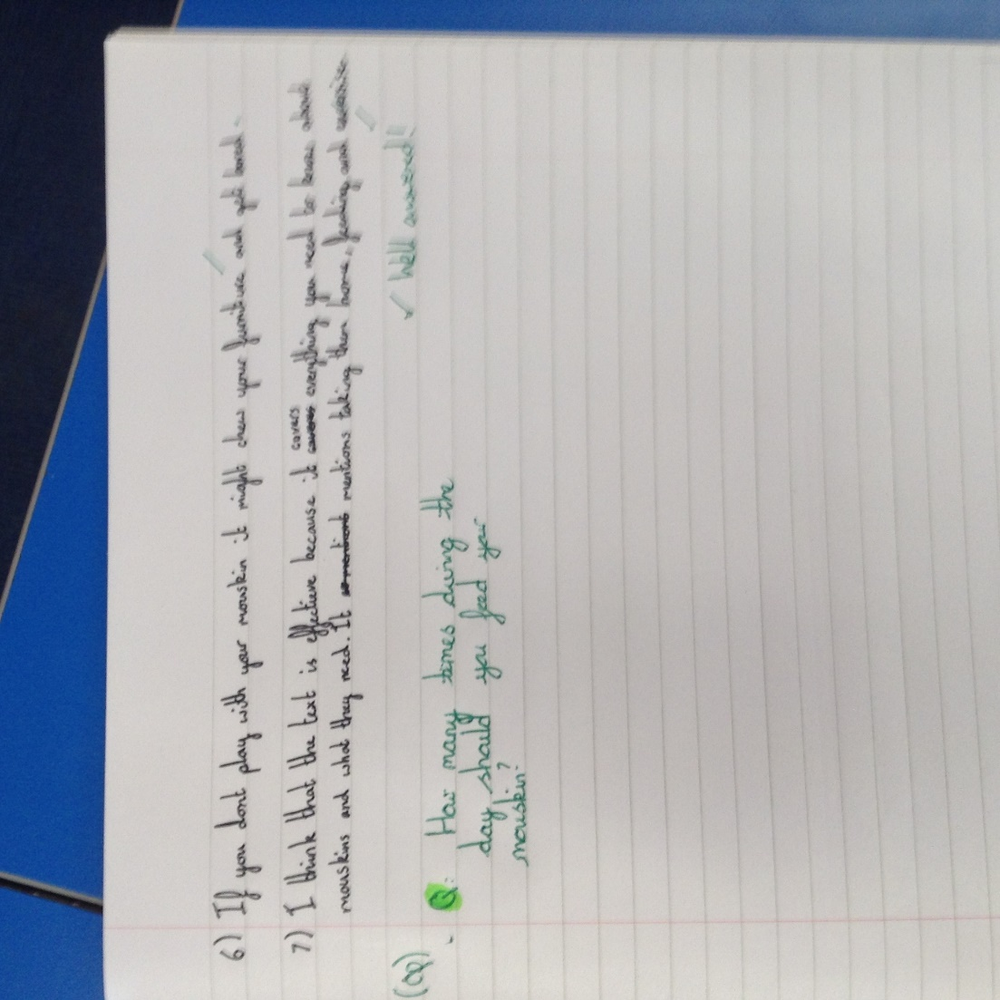 6) If you dont play with your mouskin it might chew your furniture and get bored.
7) I think that the text is effective because it covers everything you need to know about
mouskins and what they need. It mentions taking them home, feeding and exercise
✓ Well answered!!
(CQ)
Q: How many times during the
day should you feed your
mouskin?